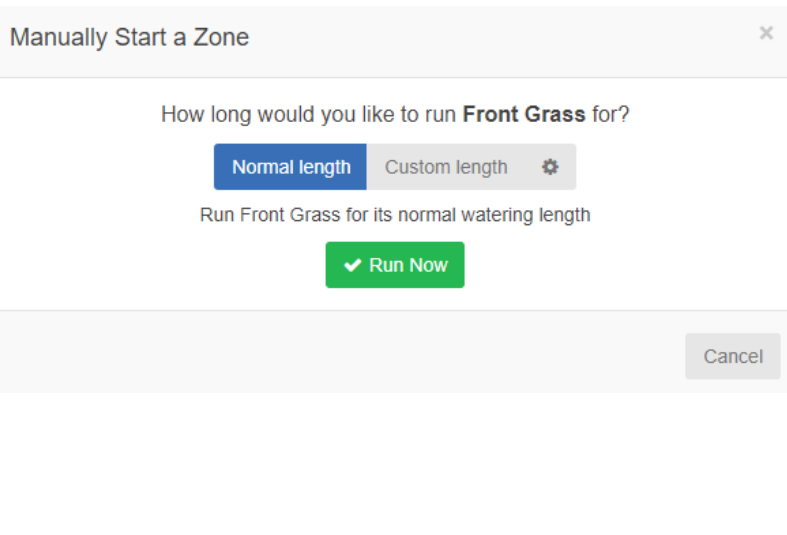 Manually Start a Zone ×
How long would you like to run Front Grass for?
Normal length Custom length
Run Front Grass for its normal watering length
Run Now
Cancel